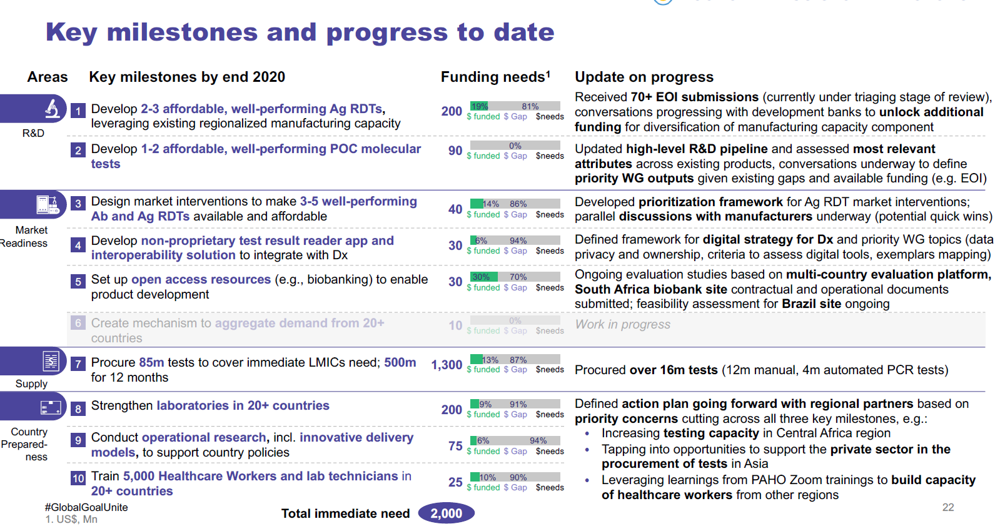 Key milestones and progress to date
Areas
Key milestones by end 2020
Funding needs1
Update on progress
R&D
1
Develop 2-3 affordable, well-performing Ag RDTs,
leveraging existing regionalized manufacturing capacity
200
19% 81%
$ funded $ Gap $needs
Received 70+ EOI submissions (currently under triaging stage of review),
conversations progressing with development banks to unlock additional
funding for diversification of manufacturing capacity component
2
Develop 1-2 affordable, well-performing POC molecular
tests
90
0%
$ funded $ Gap $needs
Updated high-level R&D pipeline and assessed most relevant
attributes across existing products, conversations underway to define
priority WG outputs given existing gaps and available funding (e.g. EOI)
Market
Readiness
3
Design market interventions to make 3-5 well-performing
Ab and Ag RDTs available and affordable
40
14% 86%
$ funded $ Gap $needs
Developed prioritization framework for Ag RDT market interventions;
parallel discussions with manufacturers underway (potential quick wins)
4
Develop non-proprietary test result reader app and
interoperability solution to integrate with Dx
30
6% 94%
$ funded $ Gap $needs
Defined framework for digital strategy for Dx and priority WG topics (data
privacy and ownership, criteria to assess digital tools, exemplars mapping)
5
Set up open access resources (e.g., biobanking) to enable
product development
30
30% 70%
$ funded $ Gap $needs
Ongoing evaluation studies based on multi-country evaluation platform,
South Africa biobank site contractual and operational documents
submitted; feasibility assessment for Brazil site ongoing
6
Create mechanism to aggregate demand from 20+
countries
10
0%
$ funded $ Gap $needs
Work in progress
Supply
7
Procure 85m tests to cover immediate LMICs need; 500m
for 12 months
1,300
13% 87%
$ funded $ Gap $needs
Procured over 16m tests (12m manual, 4m automated PCR tests)
Country
Prepared-
ness
8
Strengthen laboratories in 20+ countries
200
9% 91%
$ funded $ Gap $needs
9
Conduct operational research, incl. innovative delivery
models, to support country policies
75
6% 94%
$ funded $ Gap $needs
10
Train 5,000 Healthcare Workers and lab technicians in
20+ countries
25
10% 90%
$ funded $ Gap $needs
Defined action plan going forward with regional partners based on
priority concerns cutting across all three key milestones, e.g.:
• Increasing testing capacity in Central Africa region
• Tapping into opportunities to support the private sector in the
procurement of tests in Asia
• Leveraging learnings from PAHO Zoom trainings to build capacity
of healthcare workers from other regions
#GlobalGoalUnite
1. US$, Mn
Total immediate need 2,000
22